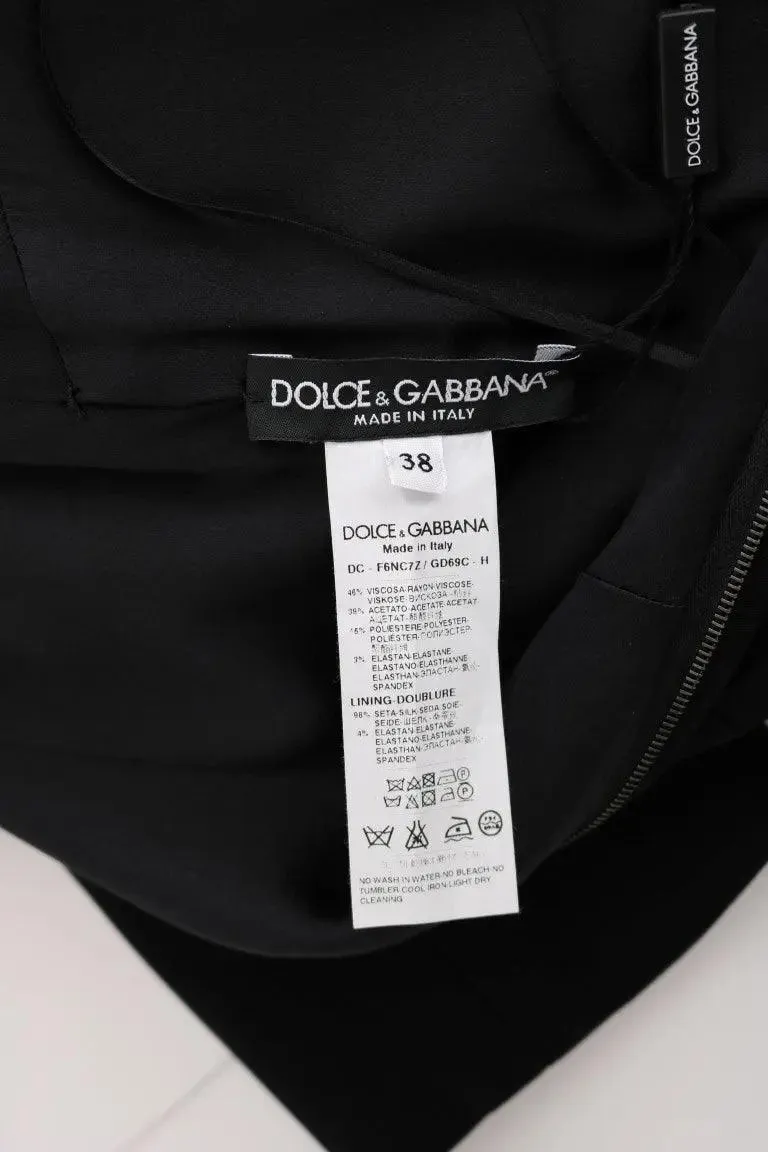 DOLCE & GABBANA
DOLCE & GABBANA
MADE IN ITALY
38
DOLCE & GABBANA
Made in Italy
DC - F6NC7Z / GD69C - H
46% VISCOSA-RAYON-VISCOSE-
VISKOSE-ВИСКОЗА-
ACETATO-ACETATE-ACETAT-
АЦЕТАТ-
POLIESTERE-POLYESTER-
POLIÉSTER-ПОЛИЭСТЕР-
3% ELASTAN-ELASTANE
ELASTANO-ELASTHANNE
ELASTHAN-ЭЛАСТАН-
SPANDEX
LINING-DOUBLURE
96% SETA-SILK-SEDA-SOIE-
SEIDE-ШЕЛК-
4% ELASTAN-ELASTANE
ELASTANO-ELASTHANNE
ELASTHAN-ЭЛАСТАН-
SPANDEX
P
P
NO WASH IN WATER-NO BLEACH-NO
TUMBLER COOL IRON-LIGHT DRY
CLEANING